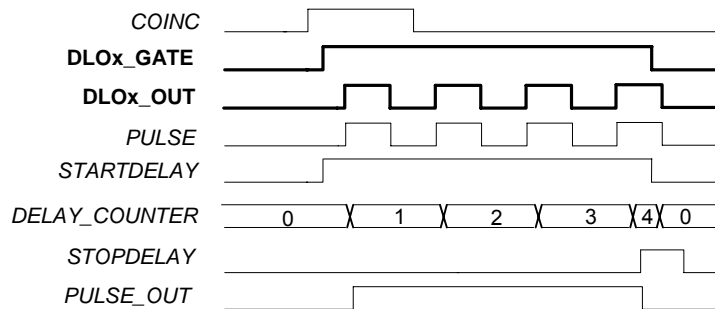 COINC
DLOx_GATE
DLOx_OUT
PULSE
STARTDELAY
DELAY_COUNTER 0 1 2 3 4 0
STOPDELAY
PULSE_OUT